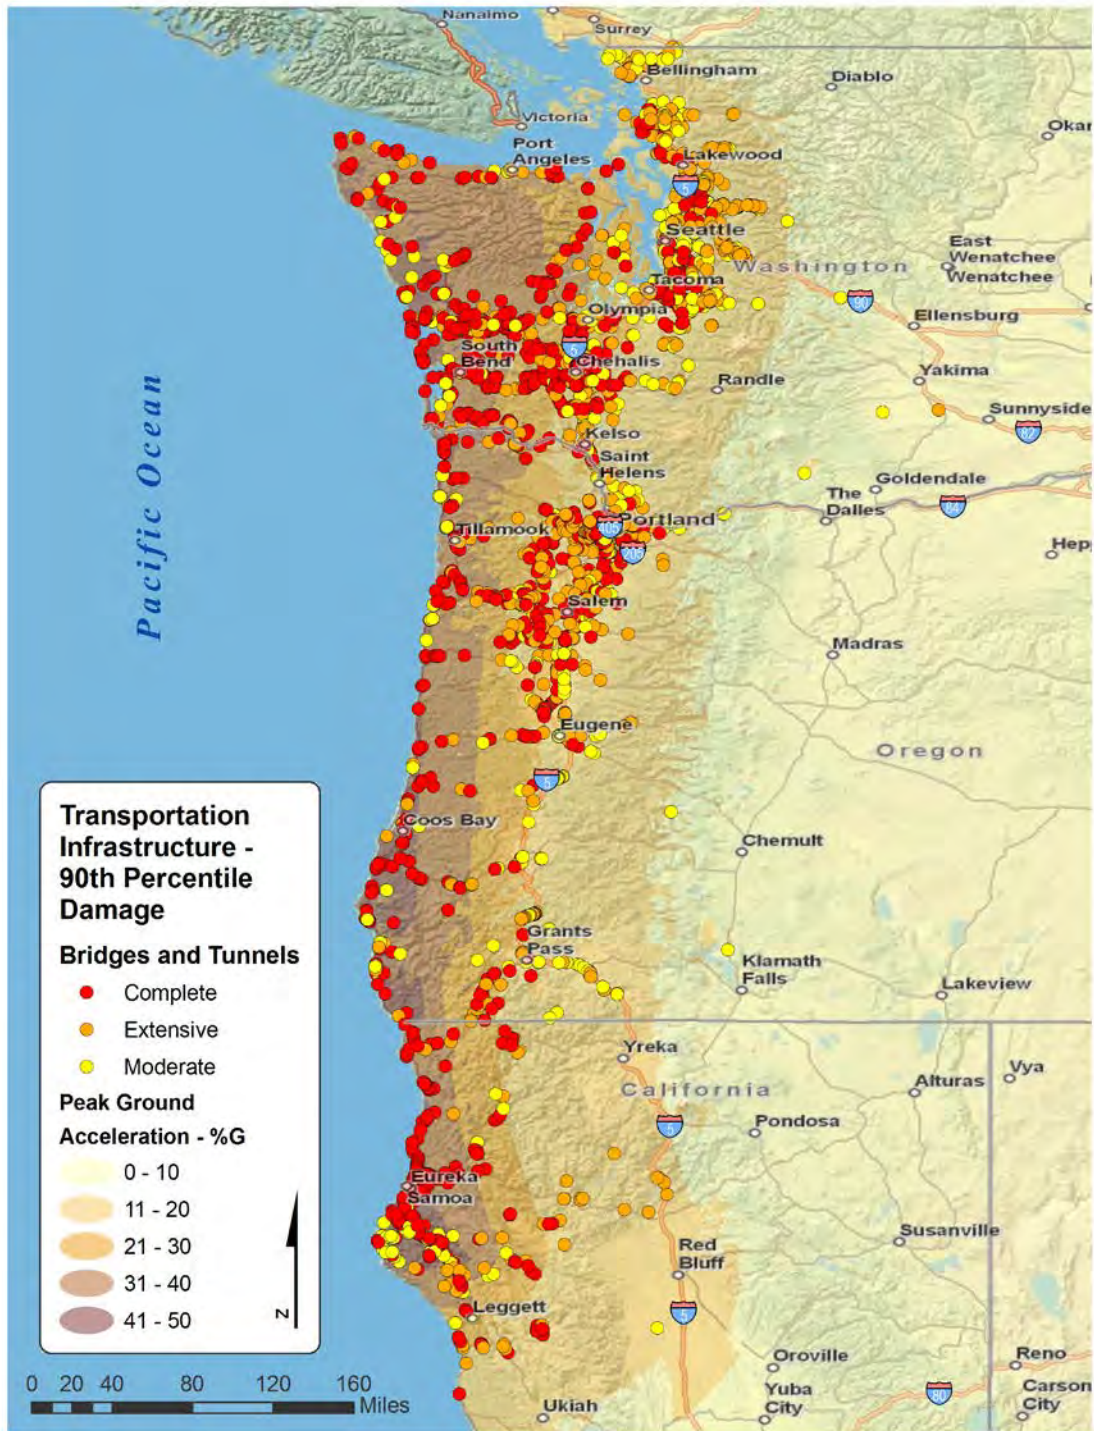 Nanaimo
Surrey
Bellingham
Diablo
Victoria
Port
Angeles
Lakewood
5
Seattle
East
Wenatchee
Wenatchee
Washington
Tacoma
90
Olympia
Ellensburg
5
South
Bend
Chehalis
Randle
Yakima
Sunnyside
82
Kelso
Saint
Helens
Goldendale
The
Dalles
84
405
Portland
205
Tillamook
Pacific Ocean
Salem
Madras
Eugene
Oregon
5
Coos Bay
Chemult
Grants
Pass
Klamath
Falls
Lakeview
Yreka
California
Alturas
Vya
5
Pondosa
Eureka
Samoa
Susanville
Red
Bluff
Leggett
5
Oroville
Reno
Yuba
City
80
Carson
City
Ukiah
Transportation
Infrastructure -
90th Percentile
Damage
Bridges and Tunnels
Complete
Extensive
Moderate
Peak Ground
Acceleration - %G
0 - 10
11 - 20
21 - 30
31 - 40
41 - 50
N
0 20 40 80 120 160
Miles